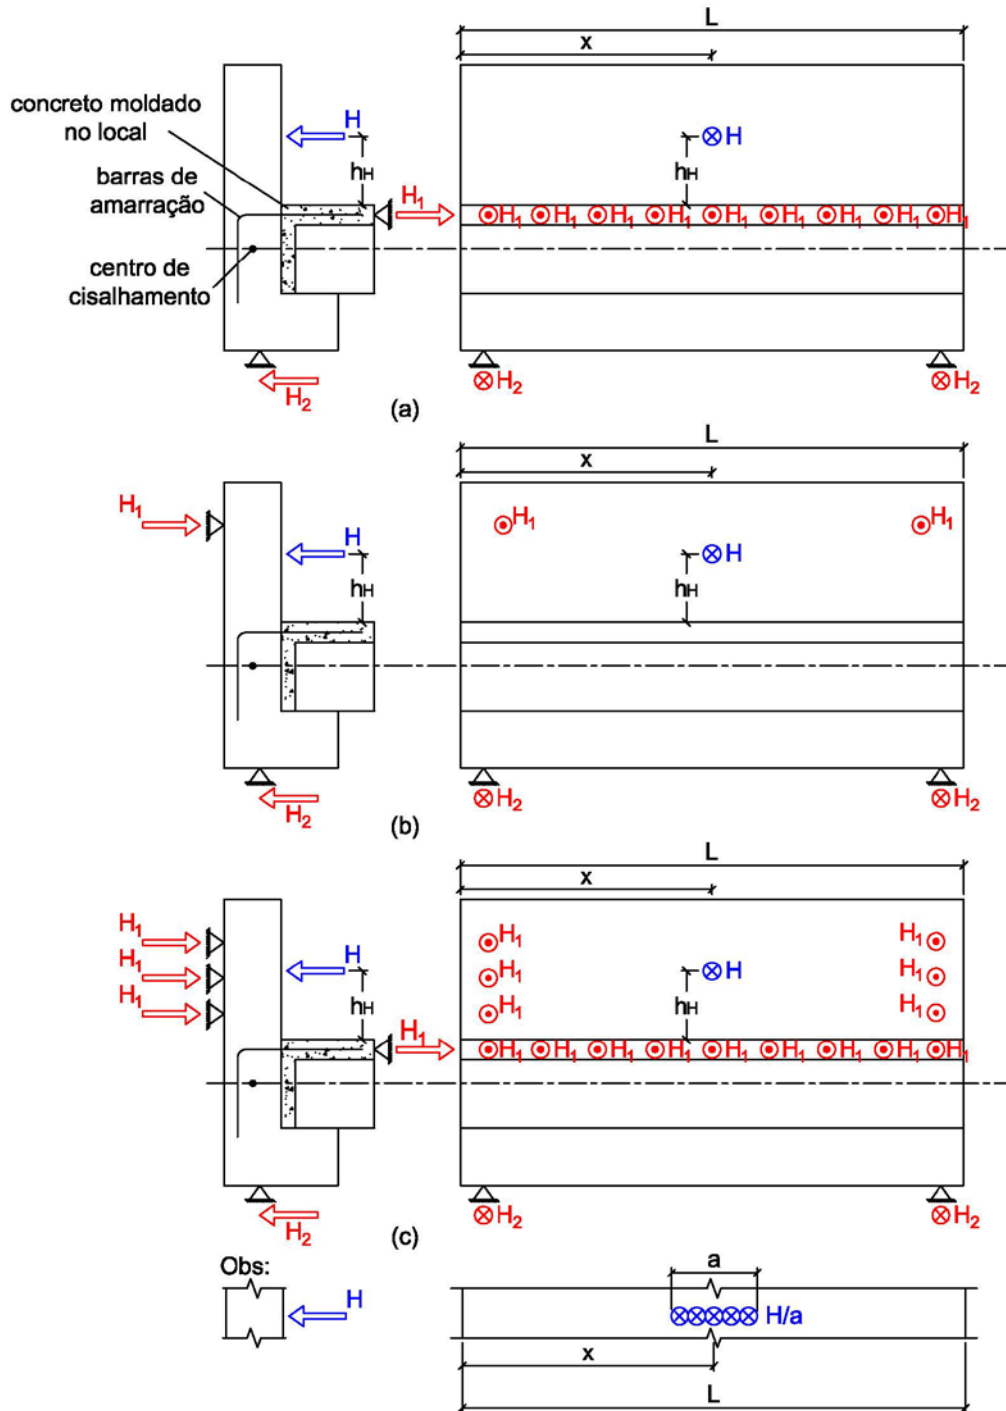 L
x
concreto moldado
no local
H
H
hH
hH
barras de
amarração
H1
H1 H1 H1 H1 H1 H1 H1 H1 H1
centro de
cisalhamento
H2
H2
H2
(a)
L
x
H1
H1
H1
H
H
hH
hH
H2
H2
H2
(b)
L
x
H1
H1
H1
H1
H1
H
H
H1
H1
H1
H1
hH
hH
H1
H1 H1 H1 H1 H1 H1 H1 H1 H1
H2
H2
H2
(c)
Obs:
a
H
H/a
x
L